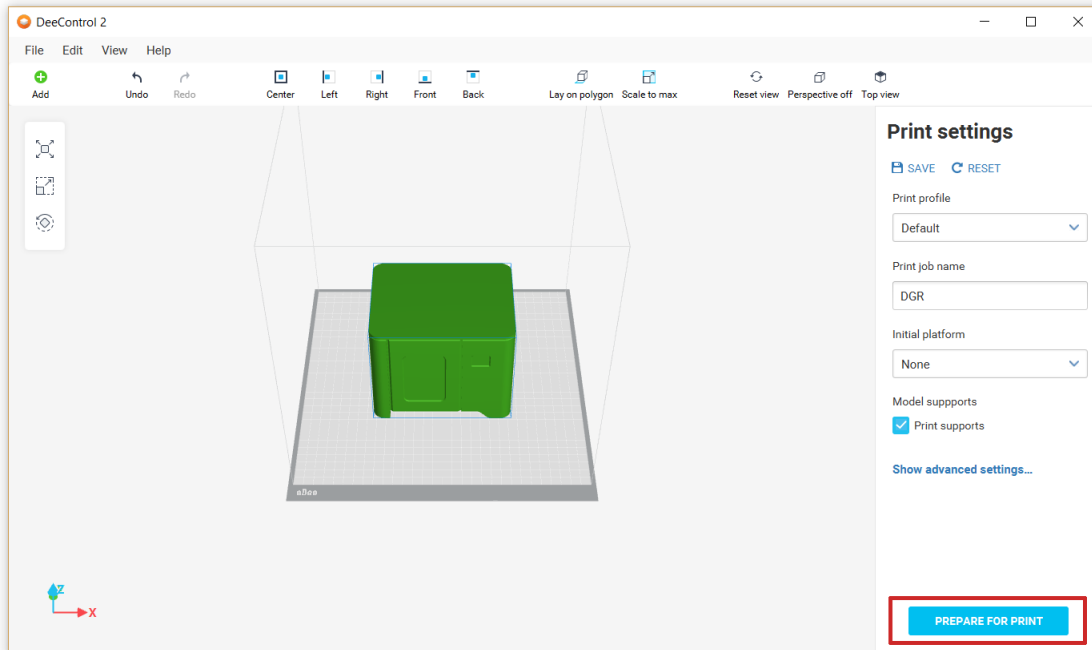 DeeControl 2
File Edit View Help
Add Undo Redo Center Left Right Front Back Lay on polygon Scale to max Reset view Perspective off Top view
Print settings
SAVE RESET
Print profile
Default
Print job name
DGR
Initial platform
None
Model suppports
Print supports
Show advanced settings...
Z
X
PREPARE FOR PRINT